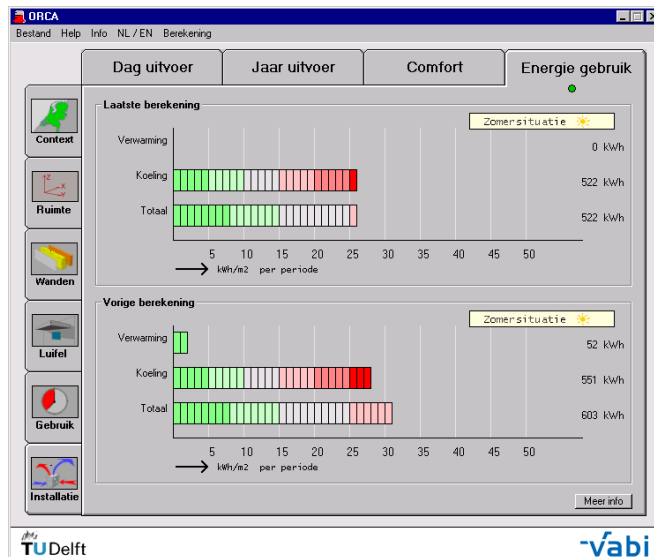 ORCA
Bestand Help Info NL / EN Berekening
Dag uitvoer Jaar uitvoer Comfort Energie gebruik
Context
Ruimte
Wanden
Luifel
Gebruik
Installatie
Laatste berekening
Zomersituatie
Verwarming 0 kWh
Koeling 522 kWh
Totaal 522 kWh
5 10 15 20 25 30 35 40 45 50
kWh/m2 per periode
Vorige berekening
Zomersituatie
Verwarming 52 kWh
Koeling 551 kWh
Totaal 603 kWh
5 10 15 20 25 30 35 40 45 50
kWh/m2 per periode
Meer info
TU Delft
vabi